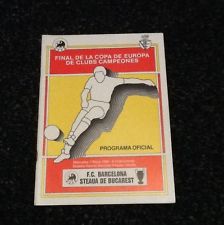 FINAL DE LA COPA DE EUROPA
DE CLUBS CAMPEONES
PROGRAMA OFICIAL
F.C. BARCELONA
STEAUA DE BUCAREST